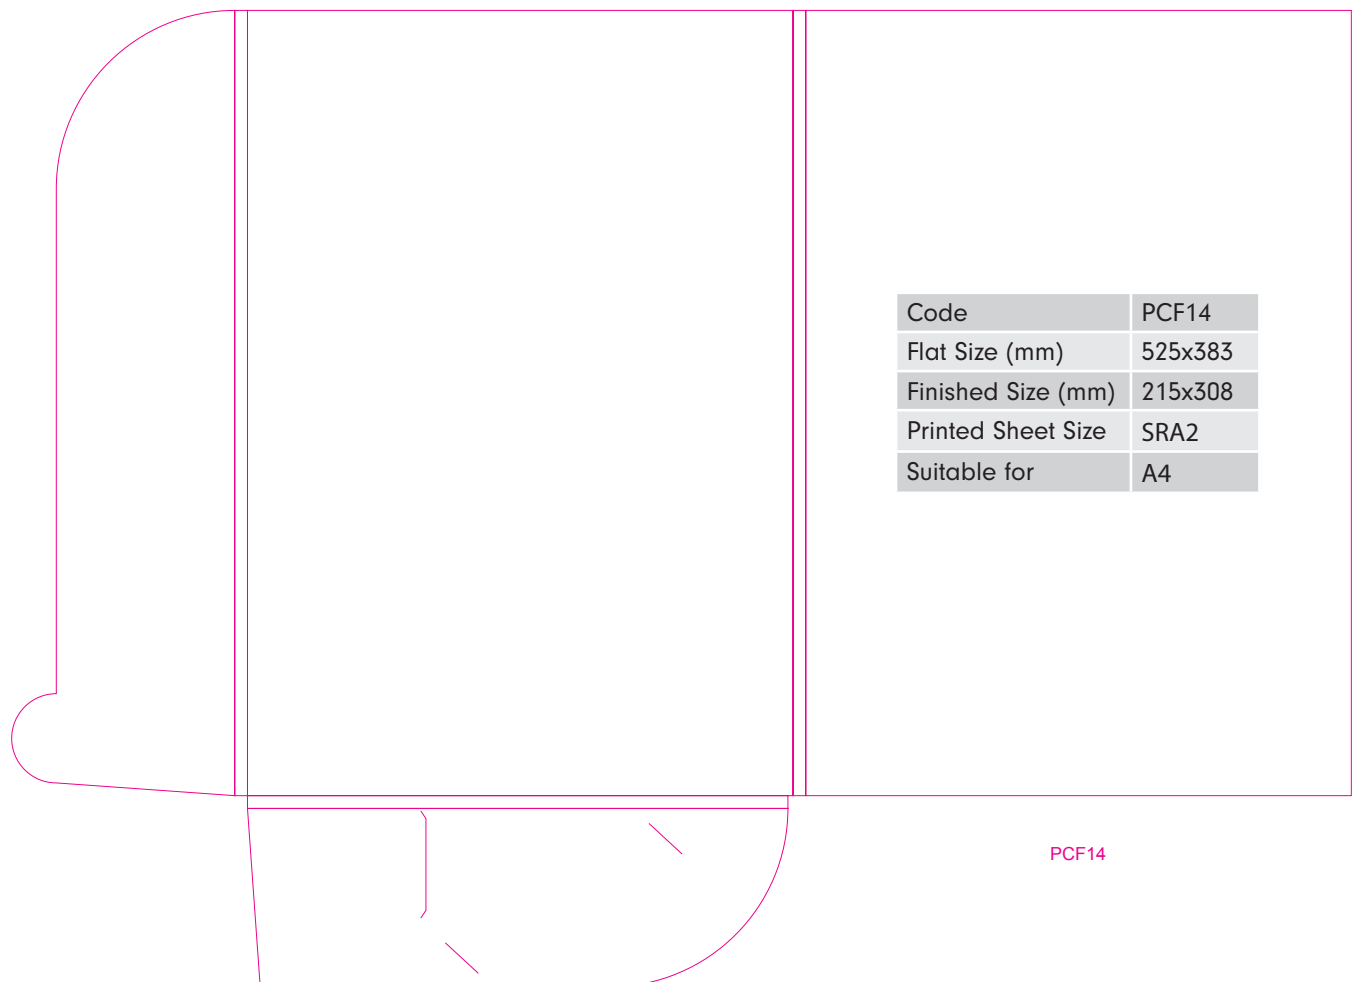 Code PCF14
Flat Size (mm) 525x383
Finished Size (mm) 215x308
Printed Sheet Size SRA2
Suitable for A4
PCF14